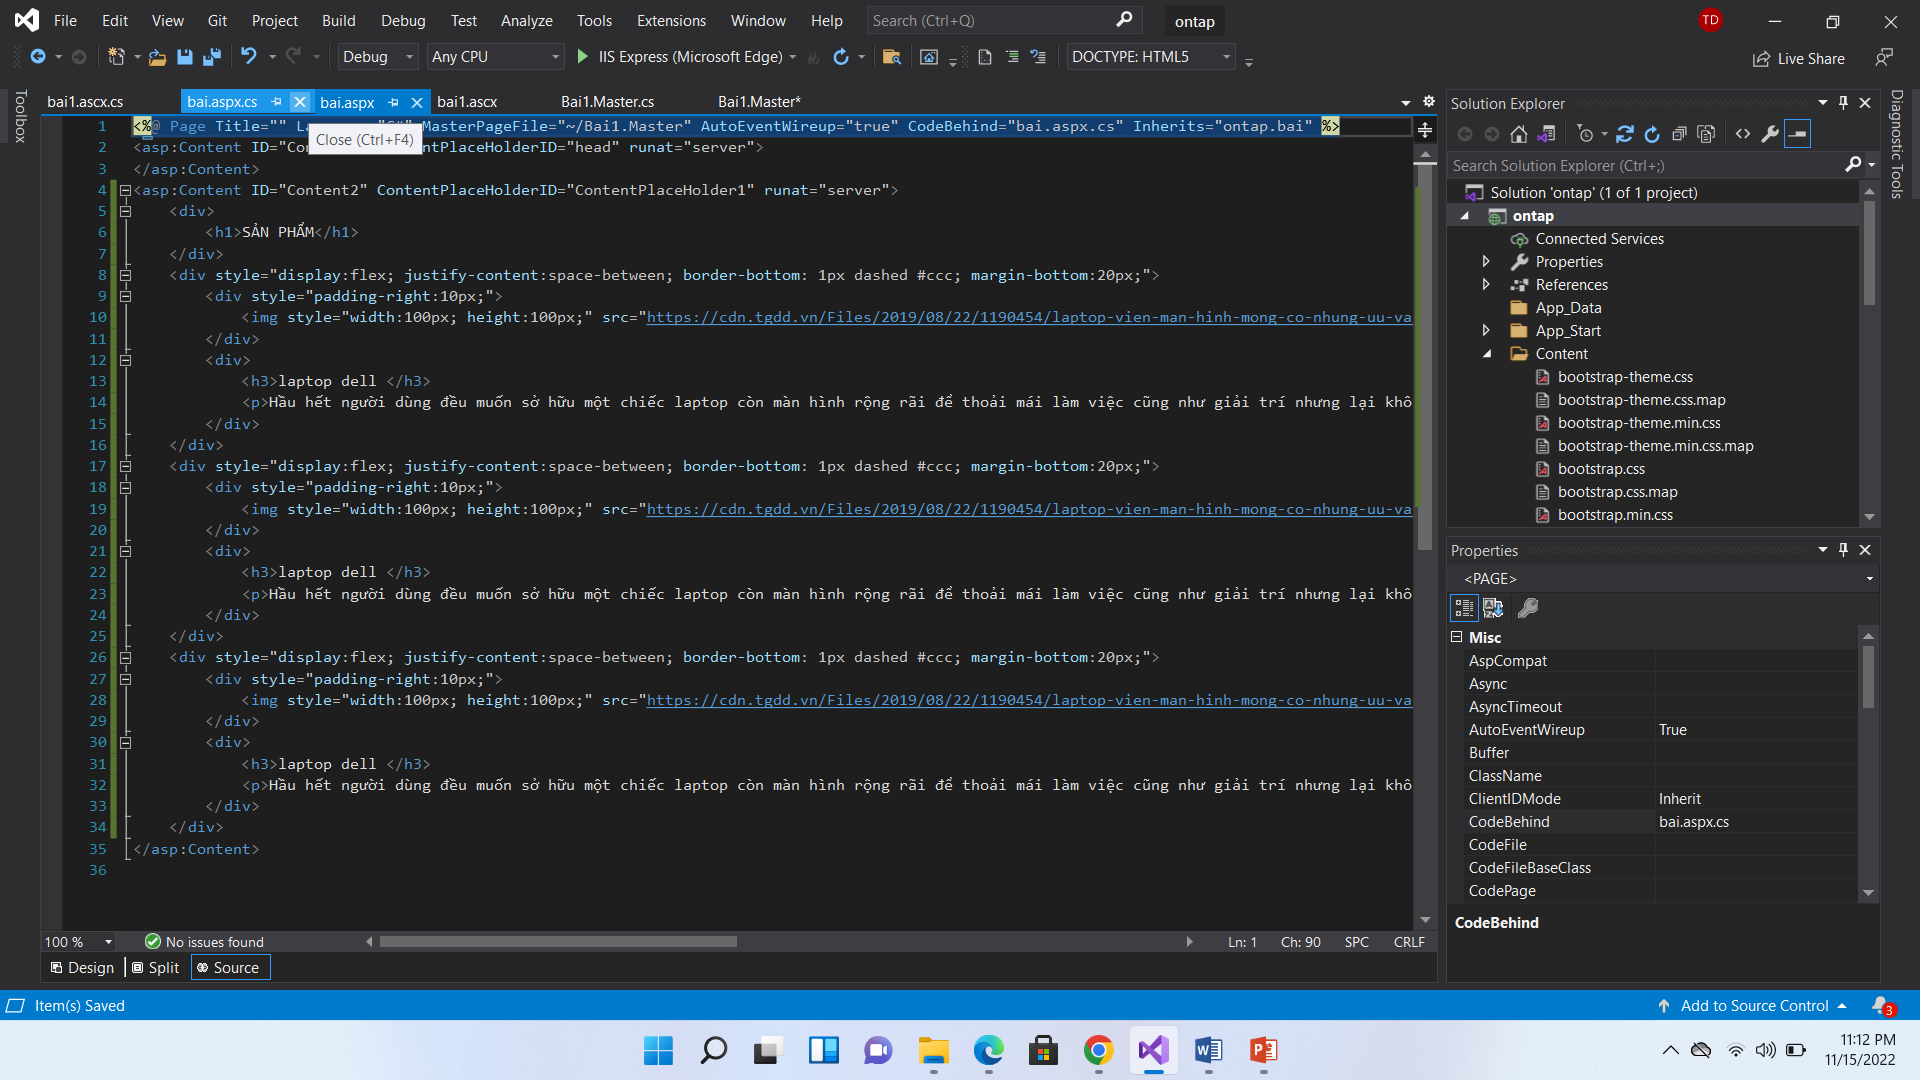 File Edit View Git Project Build Debug Test Analyze Tools Extensions Window Help Search (Ctrl+Q) ontap TD
Debug Any CPU IIS Express (Microsoft Edge) DOCTYPE: HTML5 Live Share
Toolbox
bai1.ascx.cs bai.aspx.cs bai.aspx bai1.ascx Bai1.Master.cs Bai1.Master*
Close (Ctrl+F4)
1 <%@ Page Title="" La "C#" MasterPageFile="~/Bai1.Master" AutoEventWireup="true" CodeBehind="bai.aspx.cs" Inherits="ontap.bai" %>
2 <asp:Content ID="Con entPlaceHolderID="head" runat="server">
3 </asp:Content>
4 <asp:Content ID="Content2" ContentPlaceHolderID="ContentPlaceHolder1" runat="server">
5 <div>
6 <h1>SẢN PHẨM</h1>
7 </div>
8 <div style="display:flex; justify-content:space-between; border-bottom: 1px dashed #ccc; margin-bottom:20px;">
9 <div style="padding-right:10px;">
10 <img style="width:100px; height:100px;" src="https://cdn.tgdd.vn/Files/2019/08/22/1190454/laptop-vien-man-hinh-mong-co-nhung-uu-va
11 </div>
12 <div>
13 <h3>laptop dell </h3>
14 <p>Hầu hết người dùng đều muốn sở hữu một chiếc laptop còn màn hình rộng rãi để thoải mái làm việc cũng như giải trí nhưng lại khô
15 </div>
16 </div>
17 <div style="display:flex; justify-content:space-between; border-bottom: 1px dashed #ccc; margin-bottom:20px;">
18 <div style="padding-right:10px;">
19 <img style="width:100px; height:100px;" src="https://cdn.tgdd.vn/Files/2019/08/22/1190454/laptop-vien-man-hinh-mong-co-nhung-uu-va
20 </div>
21 <div>
22 <h3>laptop dell </h3>
23 <p>Hầu hết người dùng đều muốn sở hữu một chiếc laptop còn màn hình rộng rãi để thoải mái làm việc cũng như giải trí nhưng lại khô
24 </div>
25 </div>
26 <div style="display:flex; justify-content:space-between; border-bottom: 1px dashed #ccc; margin-bottom:20px;">
27 <div style="padding-right:10px;">
28 <img style="width:100px; height:100px;" src="https://cdn.tgdd.vn/Files/2019/08/22/1190454/laptop-vien-man-hinh-mong-co-nhung-uu-va
29 </div>
30 <div>
31 <h3>laptop dell </h3>
32 <p>Hầu hết người dùng đều muốn sở hữu một chiếc laptop còn màn hình rộng rãi để thoải mái làm việc cũng như giải trí nhưng lại khô
33 </div>
34 </div>
35 </asp:Content>
36
100 % No issues found Ln: 1 Ch: 90 SPC CRLF
Design Split Source
Solution Explorer
Search Solution Explorer (Ctrl+;)
Solution 'ontap' (1 of 1 project)
ontap
Connected Services
Properties
References
App_Data
App_Start
Content
bootstrap-theme.css
bootstrap-theme.css.map
bootstrap-theme.min.css
bootstrap-theme.min.css.map
bootstrap.css
bootstrap.css.map
bootstrap.min.css
Diagnostic Tools
Properties
<PAGE>
Misc
AspCompat
Async
AsyncTimeout
AutoEventWireup True
Buffer
ClassName
ClientIDMode Inherit
CodeBehind bai.aspx.cs
CodeFile
CodeFileBaseClass
CodePage
CodeBehind
Item(s) Saved Add to Source Control 3
11:12 PM
11/15/2022